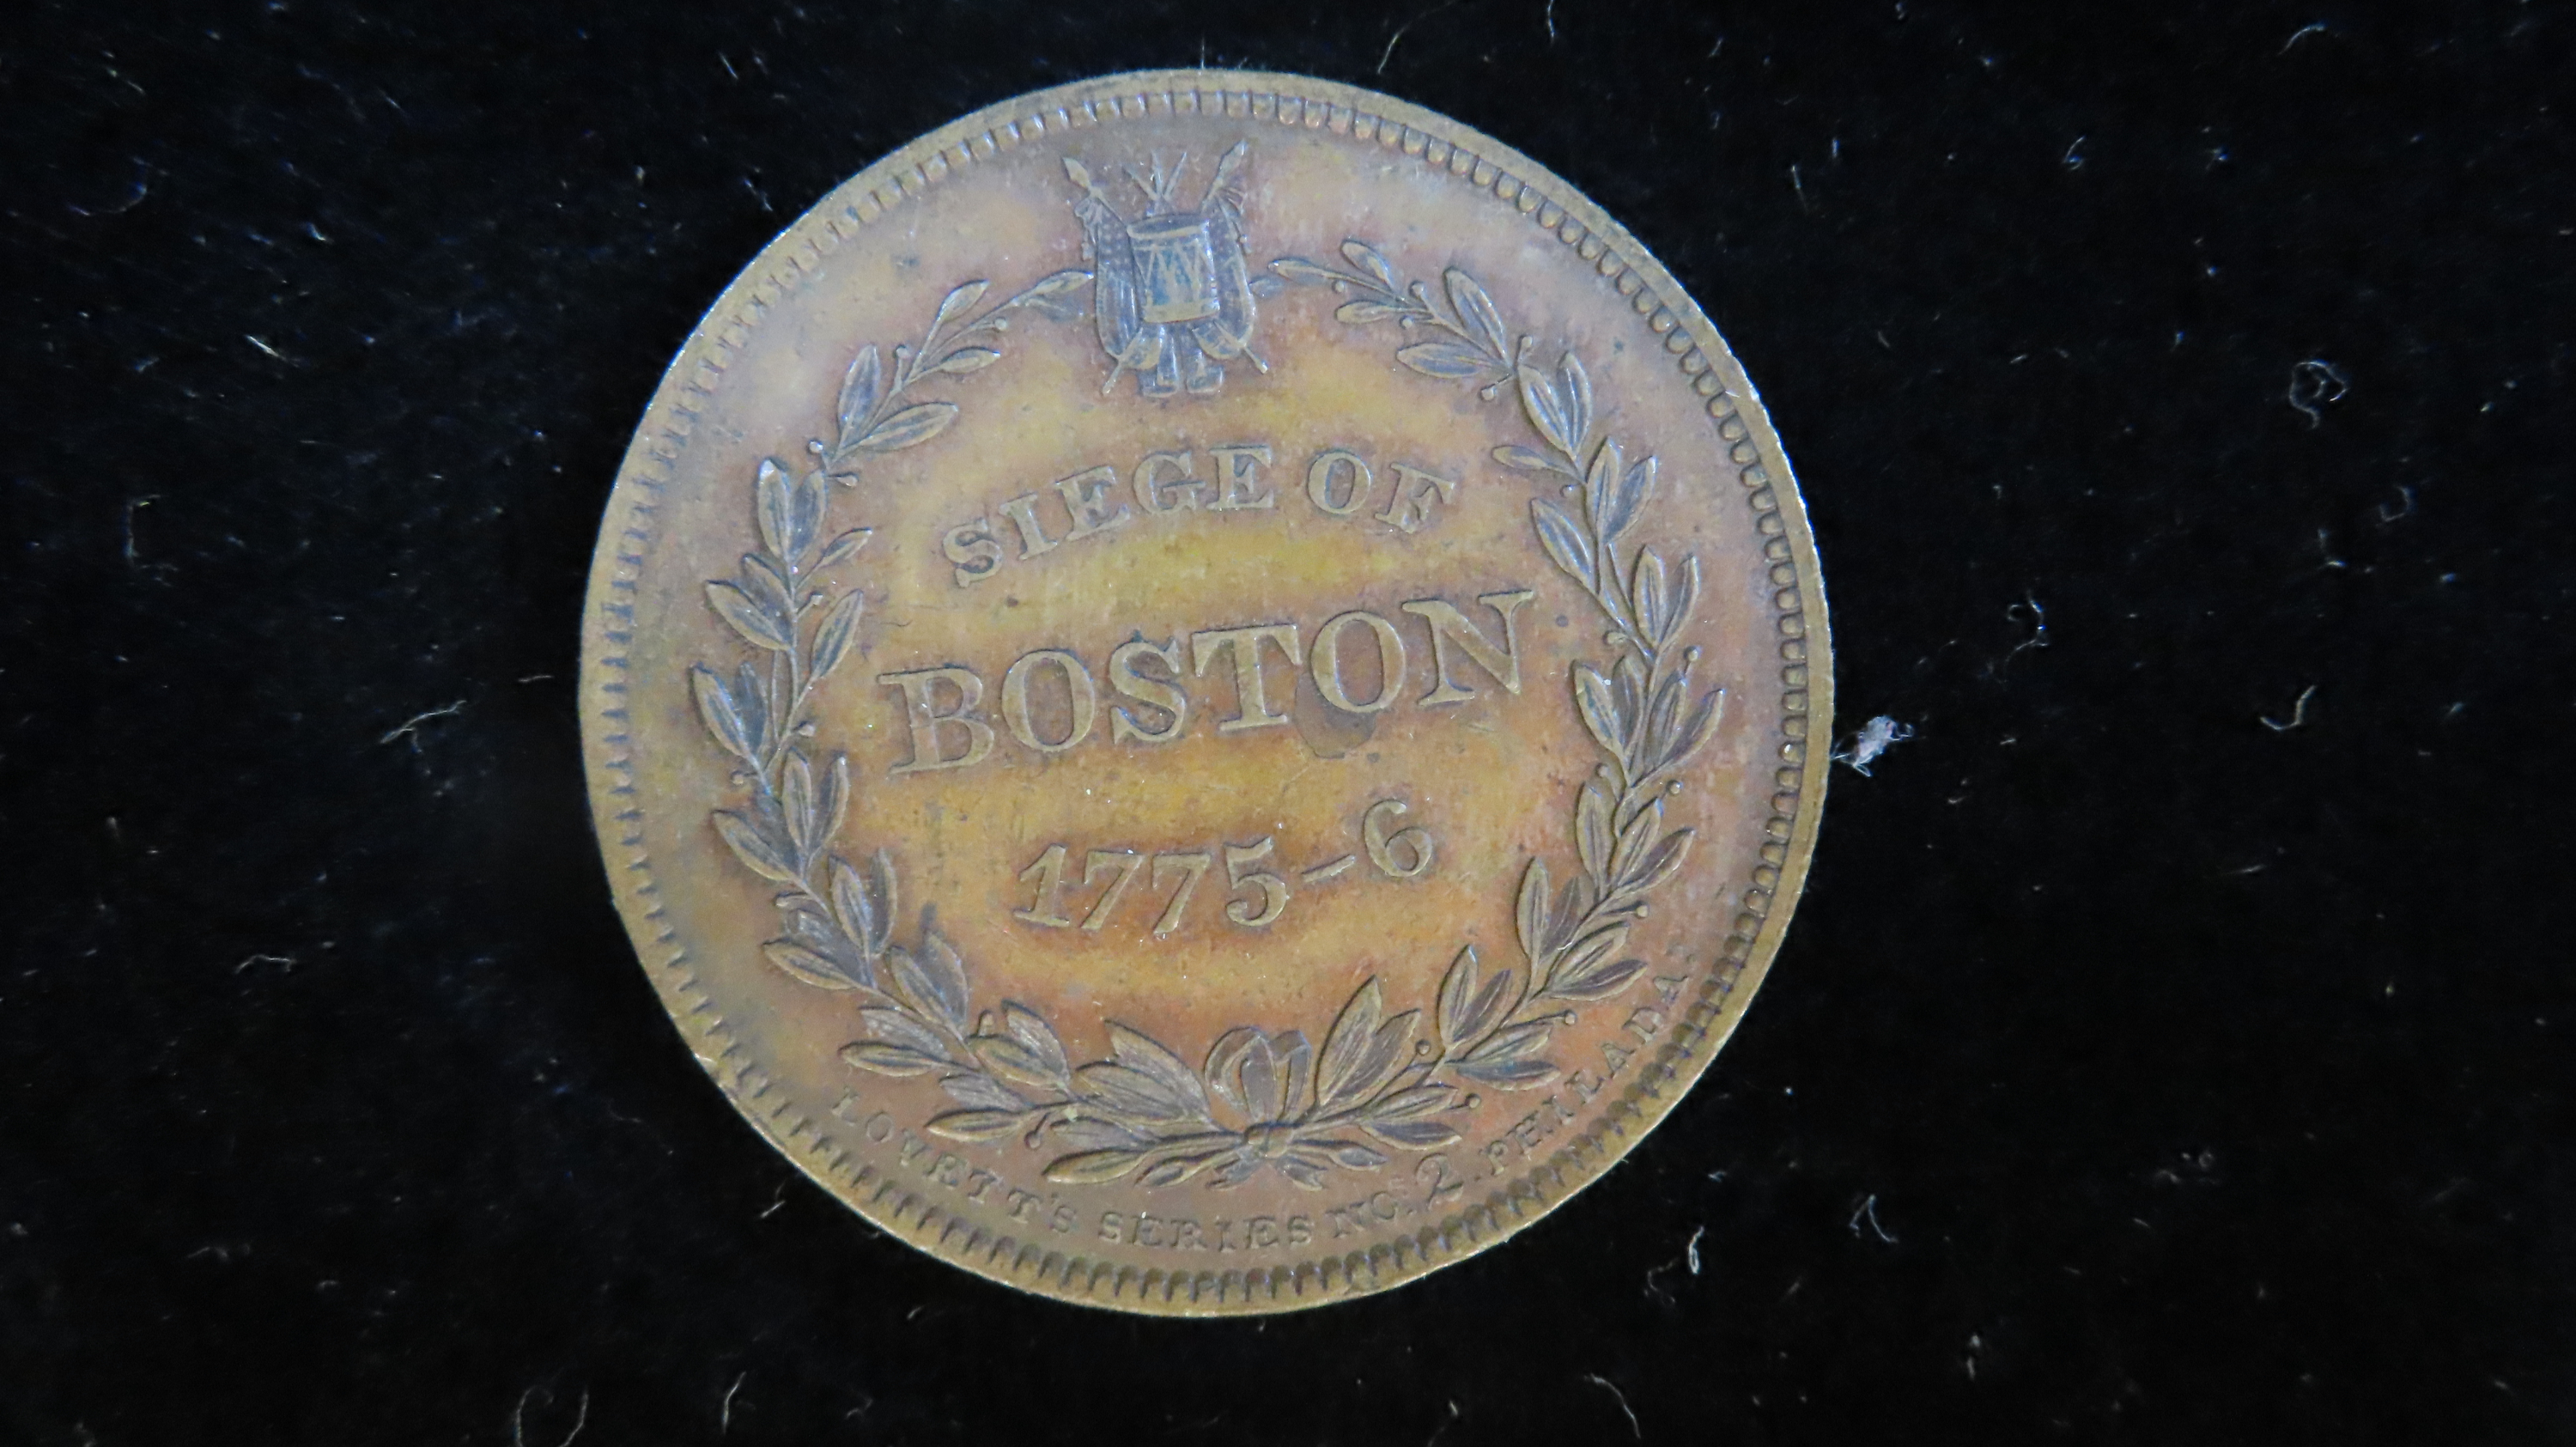 SIEGE OF
BOSTON
1775-6
LOVETT'S SERIES NO. 2. PHILADA.